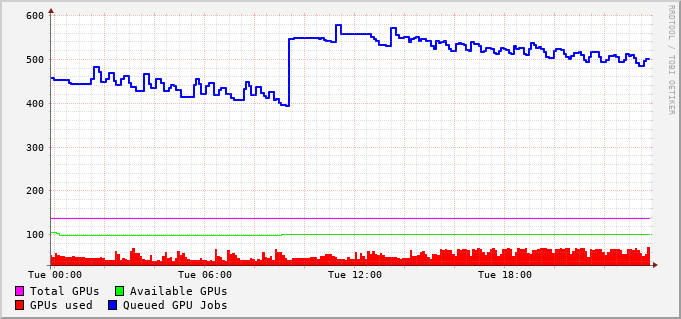 600
500
400
300
200
100
Tue 00:00 Tue 06:00 Tue 12:00 Tue 18:00
Total GPUs Available GPUs
GPUs used Queued GPU Jobs
RRDTOOL / TOBI OETIKER